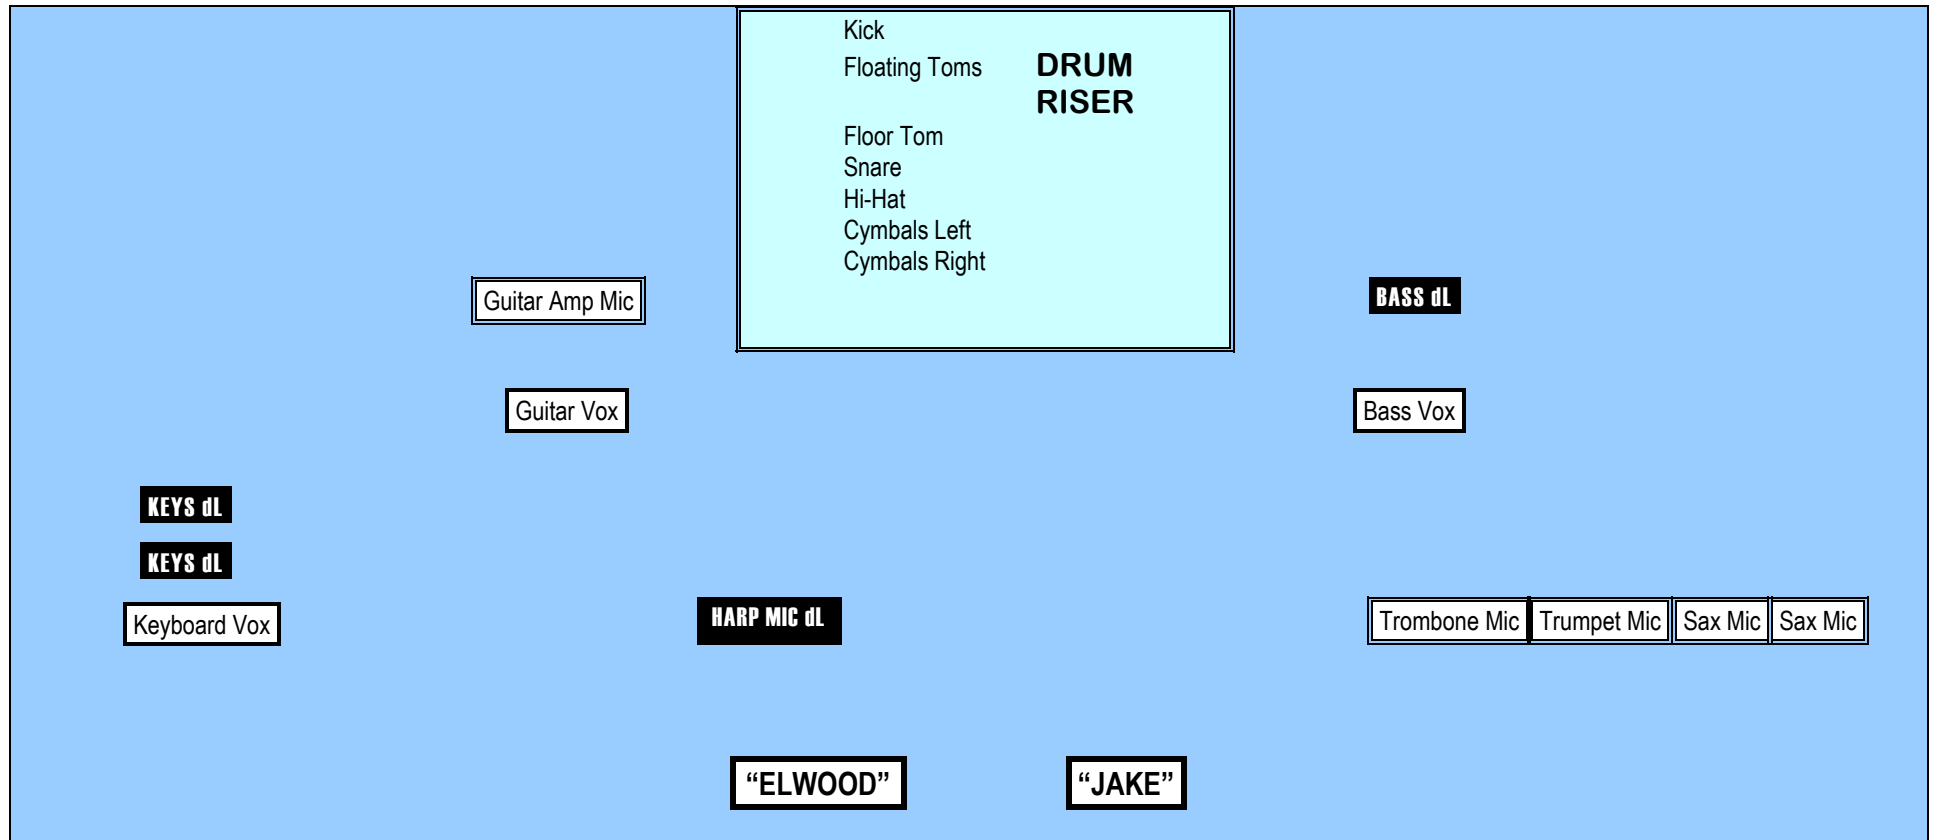 Kick
Floating Toms
DRUM
RISER
Floor Tom
Snare
Hi-Hat
Cymbals Left
Cymbals Right
Guitar Amp Mic
BASS dL
Guitar Vox
Bass Vox
KEYS dL
KEYS dL
Keyboard Vox
HARP MIC dL
Trombone Mic
Trumpet Mic
Sax Mic
Sax Mic
“ELWOOD”
“JAKE”